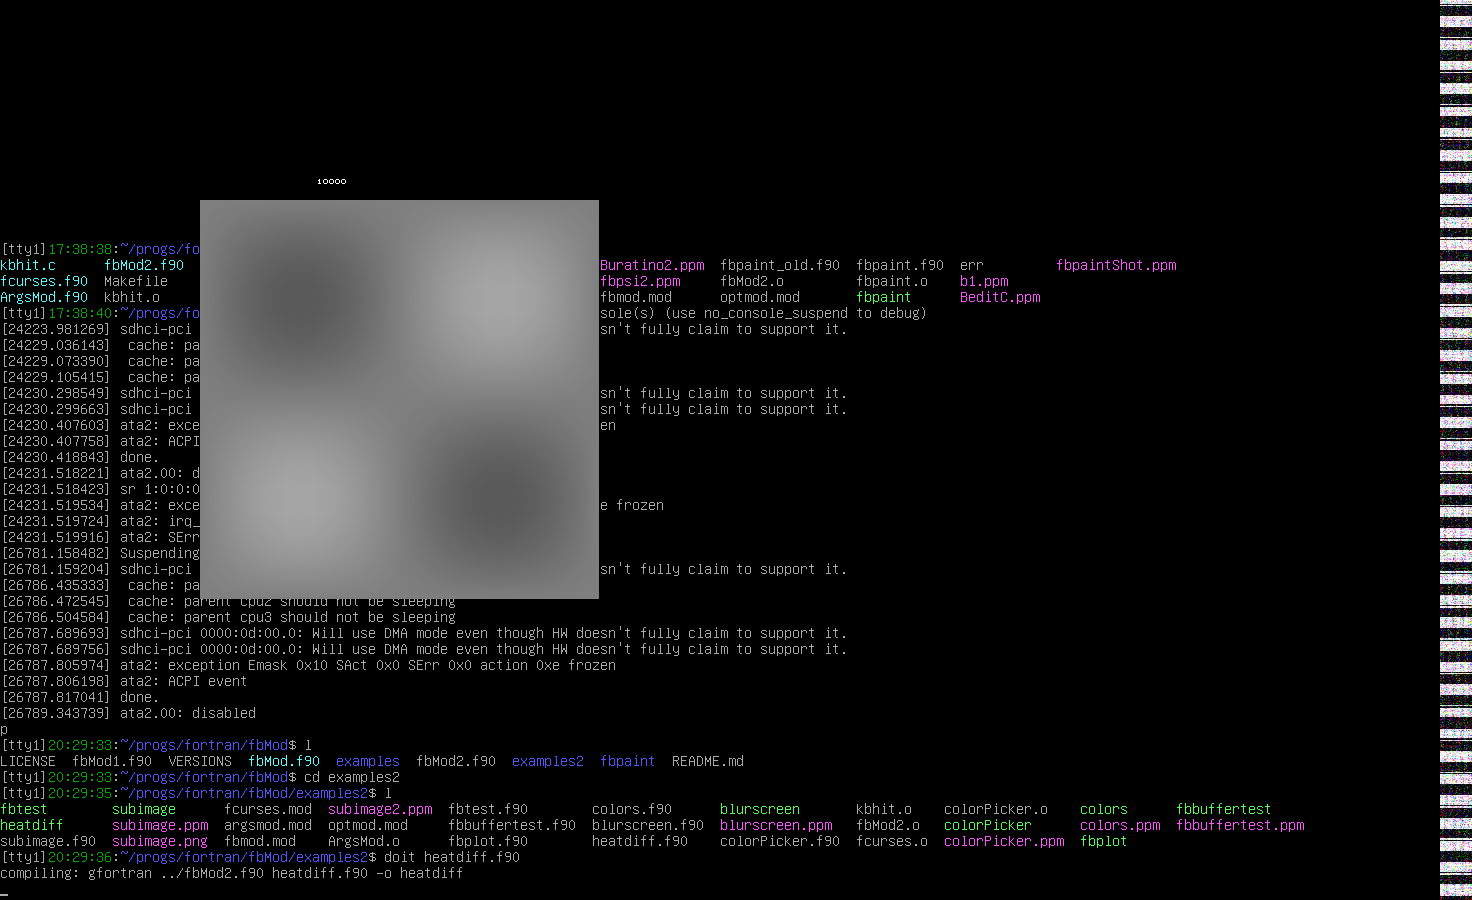 10000
[tty1]17:38:38:~/progs/fo
kbhit.c fbMod2.f90 Buratino2.ppm fbpaint_old.f90 fbpaint.f90 err fbpaintShot.ppm
fcurses.f90 Makefile fbpsi2.ppm fbMod2.o fbpaint.o b1.ppm
ArgsMod.f90 kbhit.o fbmod.mod optmod.mod fbpaint BeditC.ppm
[tty1]17:38:40:~/progs/fo sole(s) (use no_console_suspend to debug)
[24223.981269] sdhci-pci sn't fully claim to support it.
[24229.036143] cache: pa
[24229.073390] cache: pa
[24229.105415] cache: pa
[24230.298549] sdhci-pci sn't fully claim to support it.
[24230.299663] sdhci-pci sn't fully claim to support it.
[24230.407603] ata2: exce en
[24230.407758] ata2: ACPI
[24230.418843] done.
[24231.518221] ata2.00: d
[24231.518423] sr 1:0:0:0
[24231.519534] ata2: exce e frozen
[24231.519724] ata2: irq_
[24231.519916] ata2: SErr
[26781.158482] Suspending
[26781.159204] sdhci-pci sn't fully claim to support it.
[26786.435333] cache: pa
[26786.472545] cache: parent cpu2 should not be sleeping
[26786.504584] cache: parent cpu3 should not be sleeping
[26787.689693] sdhci-pci 0000:0d:00.0: Will use DMA mode even though HW doesn't fully claim to support it.
[26787.689756] sdhci-pci 0000:0d:00.0: Will use DMA mode even though HW doesn't fully claim to support it.
[26787.805974] ata2: exception Emask 0x10 SAct 0x0 SErr 0x0 action 0xe frozen
[26787.806198] ata2: ACPI event
[26787.817041] done.
[26789.343739] ata2.00: disabled
p
[tty1]20:29:33:~/progs/fortran/fbMod$ l
LICENSE fbMod1.f90 VERSIONS fbMod.f90 examples fbMod2.f90 examples2 fbpaint README.md
[tty1]20:29:33:~/progs/fortran/fbMod$ cd examples2
[tty1]20:29:35:~/progs/fortran/fbMod/examples2$ l
fbtest subimage fcurses.mod subimage2.ppm fbtest.f90 colors.f90 blurscreen kbhit.o colorPicker.o colors fbbuffertest
heatdiff subimage.ppm argsmod.mod optmod.mod fbbuffertest.f90 blurscreen.f90 blurscreen.ppm fbMod2.o colorPicker colors.ppm fbbuffertest.ppm
subimage.f90 subimage.png fbmod.mod ArgsMod.o fbplot.f90 heatdiff.f90 colorPicker.f90 fcurses.o colorPicker.ppm fbplot
[tty1]20:29:36:~/progs/fortran/fbMod/examples2$ doit heatdiff.f90
compiling: gfortran ../fbMod2.f90 heatdiff.f90 -o heatdiff